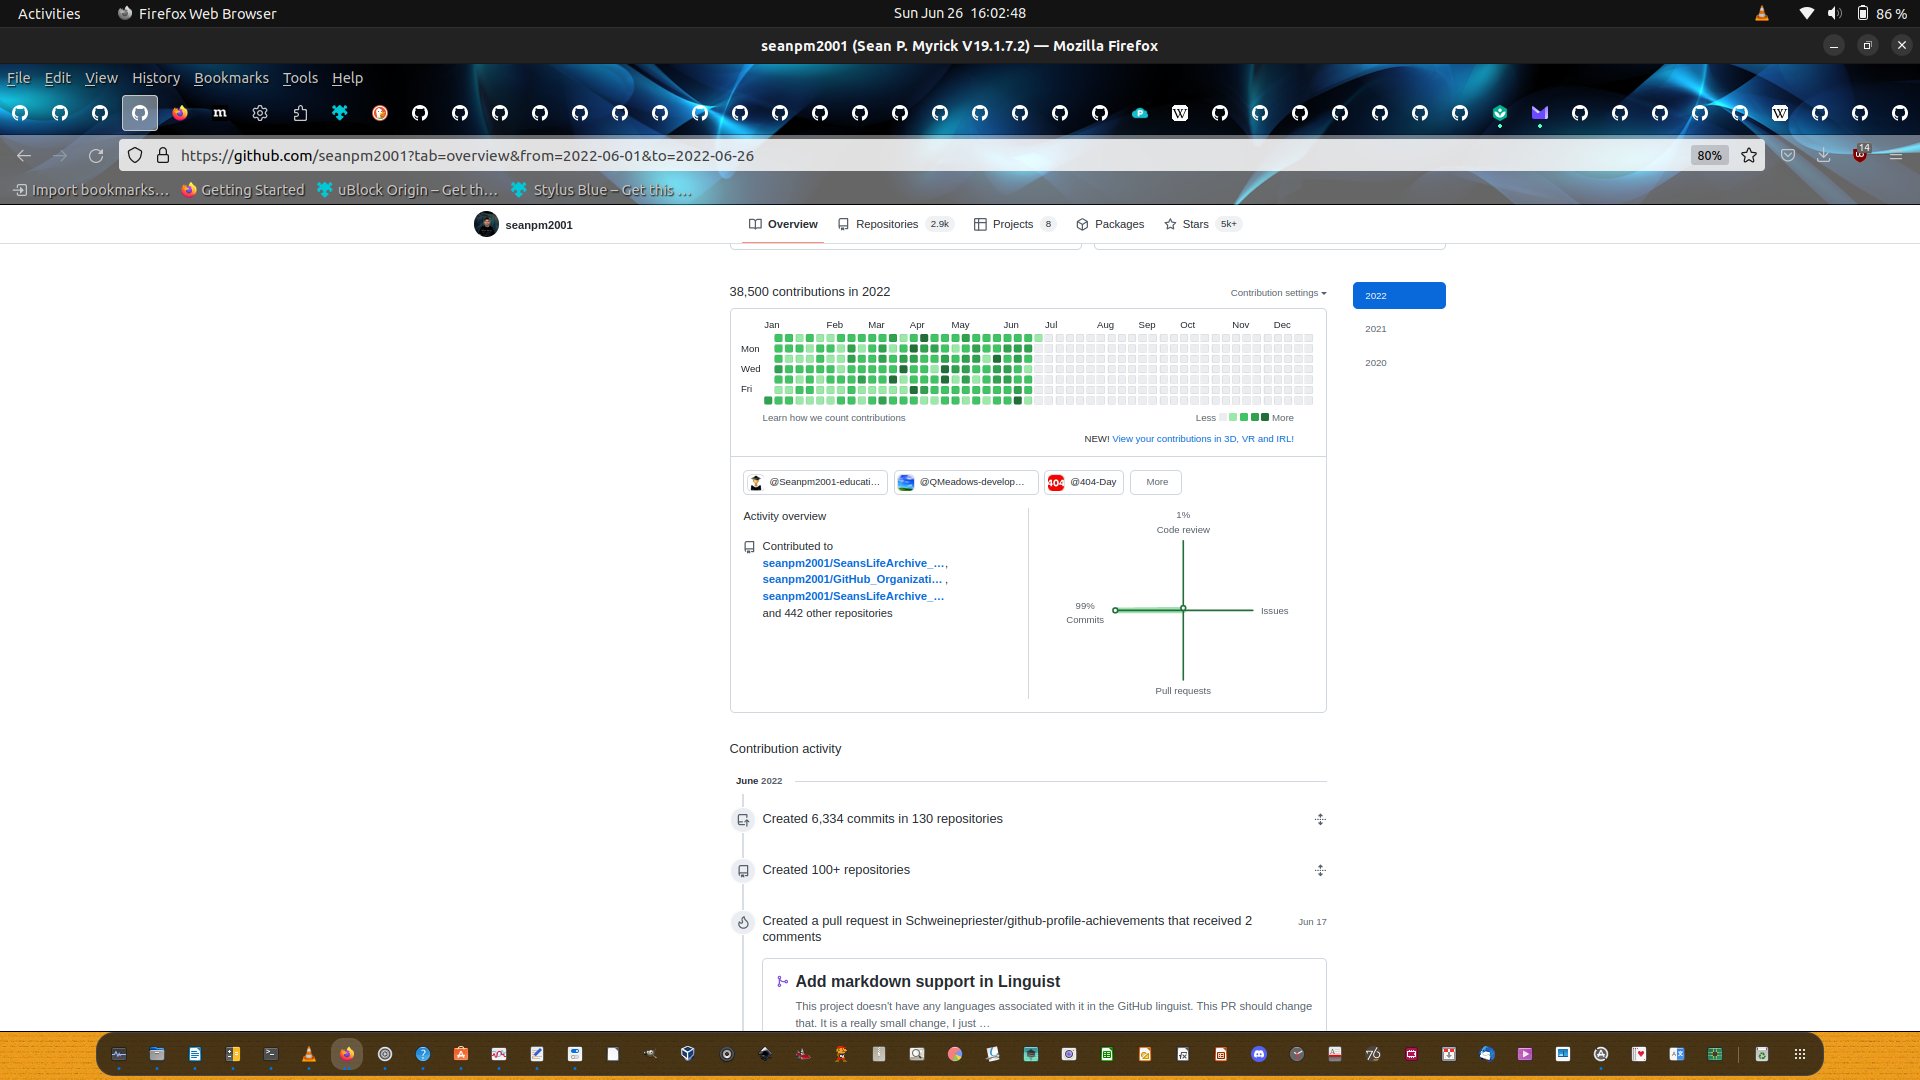 Activities
Firefox Web Browser
Sun Jun 26 16:02:48
86 %
seanpm2001 (Sean P. Myrick V19.1.7.2) — Mozilla Firefox
File Edit View History Bookmarks Tools Help
https://github.com/seanpm2001?tab=overview&from=2022-06-01&to=2022-06-26
80%
14
Import bookmarks…
Getting Started
uBlock Origin – Get th…
Stylus Blue – Get this …
seanpm2001
Overview
Repositories 2.9k
Projects 8
Packages
Stars 5k+
38,500 contributions in 2022
Contribution settings
2022
2021
2020
Jan Feb Mar Apr May Jun Jul Aug Sep Oct Nov Dec
Mon
Wed
Fri
Learn how we count contributions
Less
More
NEW! View your contributions in 3D, VR and IRL!
@Seanpm2001-educati…
@QMeadows-develop…
404 @404-Day
More
Activity overview
Contributed to
seanpm2001/SeansLifeArchive_…,
seanpm2001/GitHub_Organizati… ,
seanpm2001/SeansLifeArchive_…
and 442 other repositories
1%
Code review
99%
Commits
Issues
Pull requests
Contribution activity
June 2022
Created 6,334 commits in 130 repositories
Created 100+ repositories
Created a pull request in Schweinepriester/github-profile-achievements that received 2
comments
Jun 17
Add markdown support in Linguist
This project doesn't have any languages associated with it in the GitHub linguist. This PR should change
that. It is a really small change, I just …